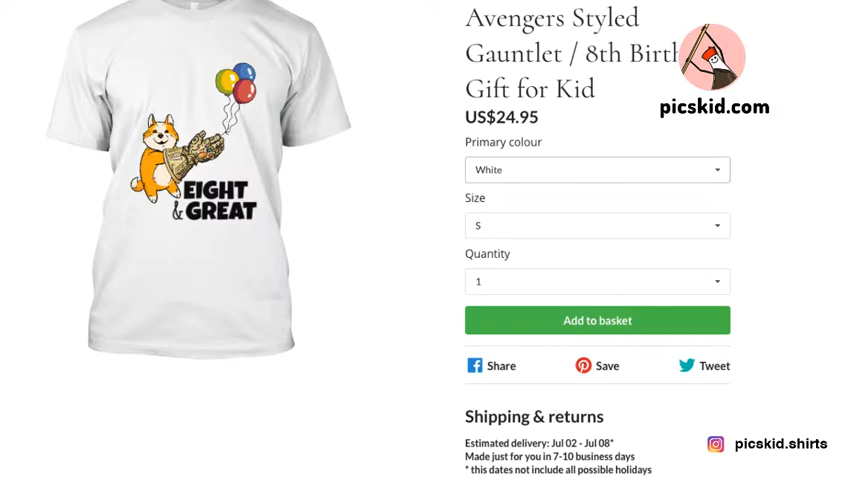 EIGHT
& GREAT
Avengers Styled
Gauntlet / 8th Birth
Gift for Kid
picskid.com
US$24.95
Primary colour
White
Size
S
Quantity
1
Add to basket
Share
Save
Tweet
Shipping & returns
Estimated delivery: Jul 02 - Jul 08*
Made just for you in 7-10 business days
* this dates not include all possible holidays
picskid.shirts